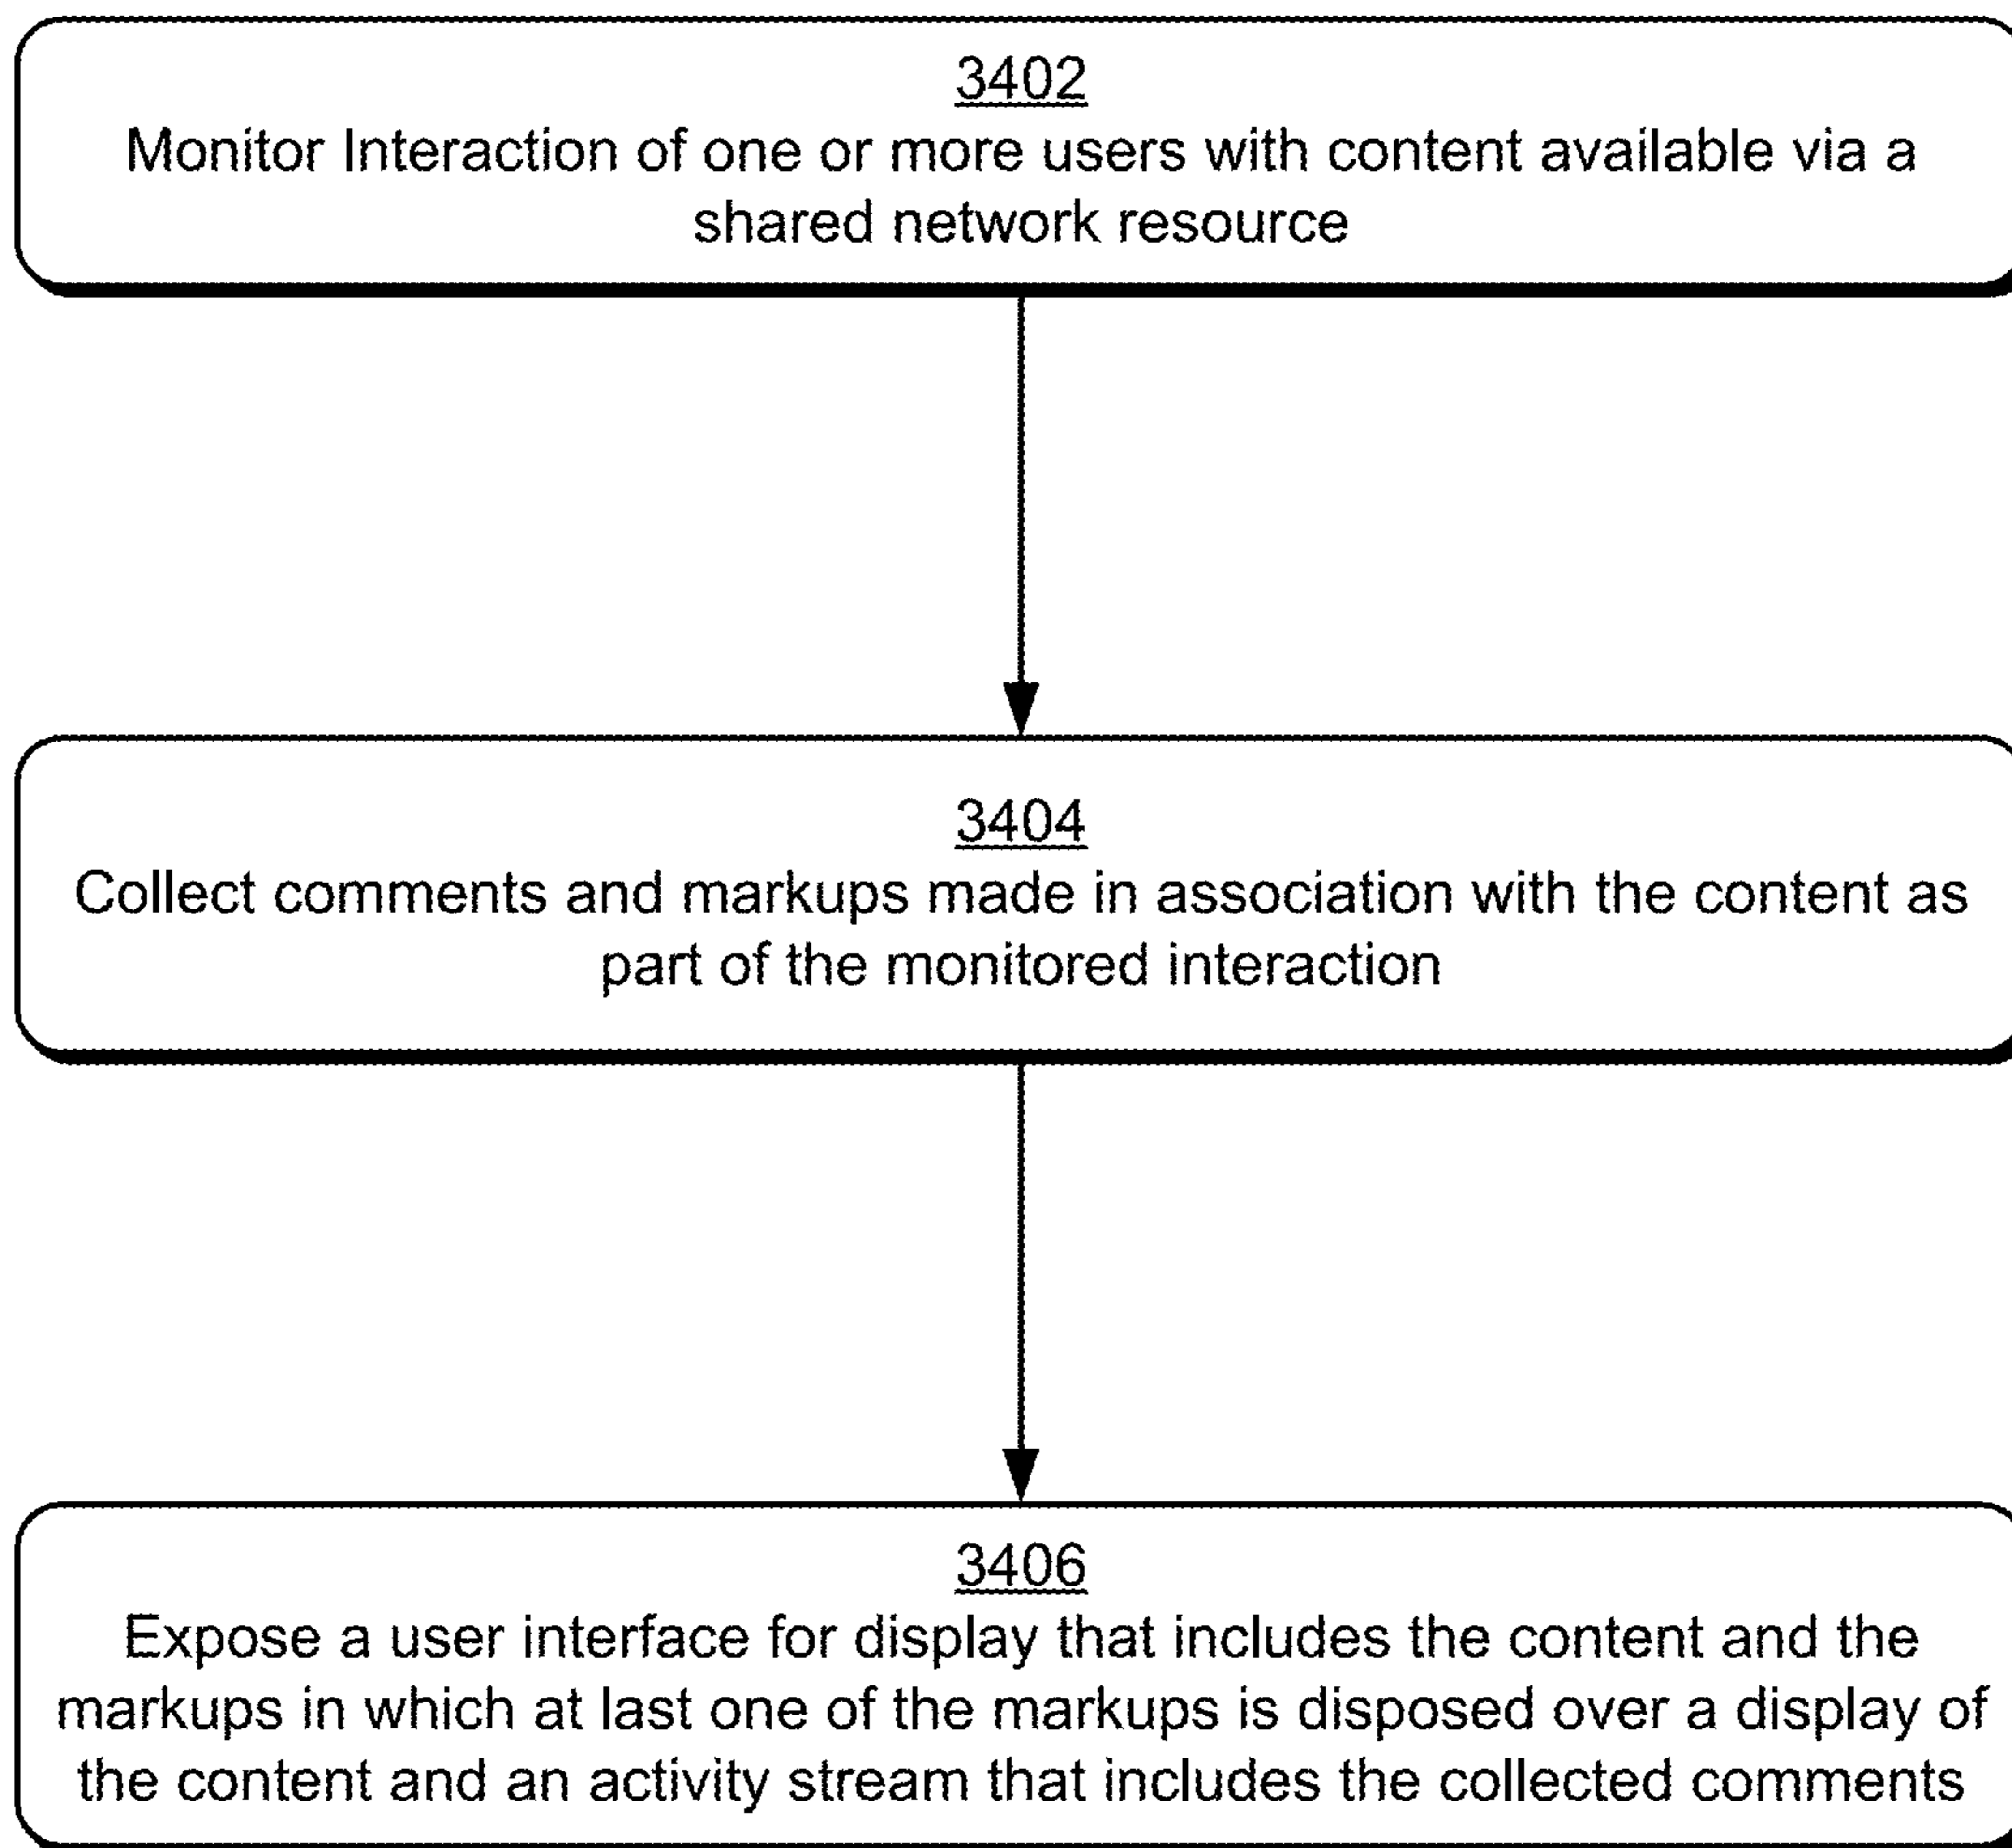 3402
Monitor Interaction of one or more users with content available via a
shared network resource
3404
Collect comments and markups made in association with the content as
part of the monitored interaction
3406
Expose a user interface for display that includes the content and the
markups in which at last one of the markups is disposed over a display of
the content and an activity stream that includes the collected comments